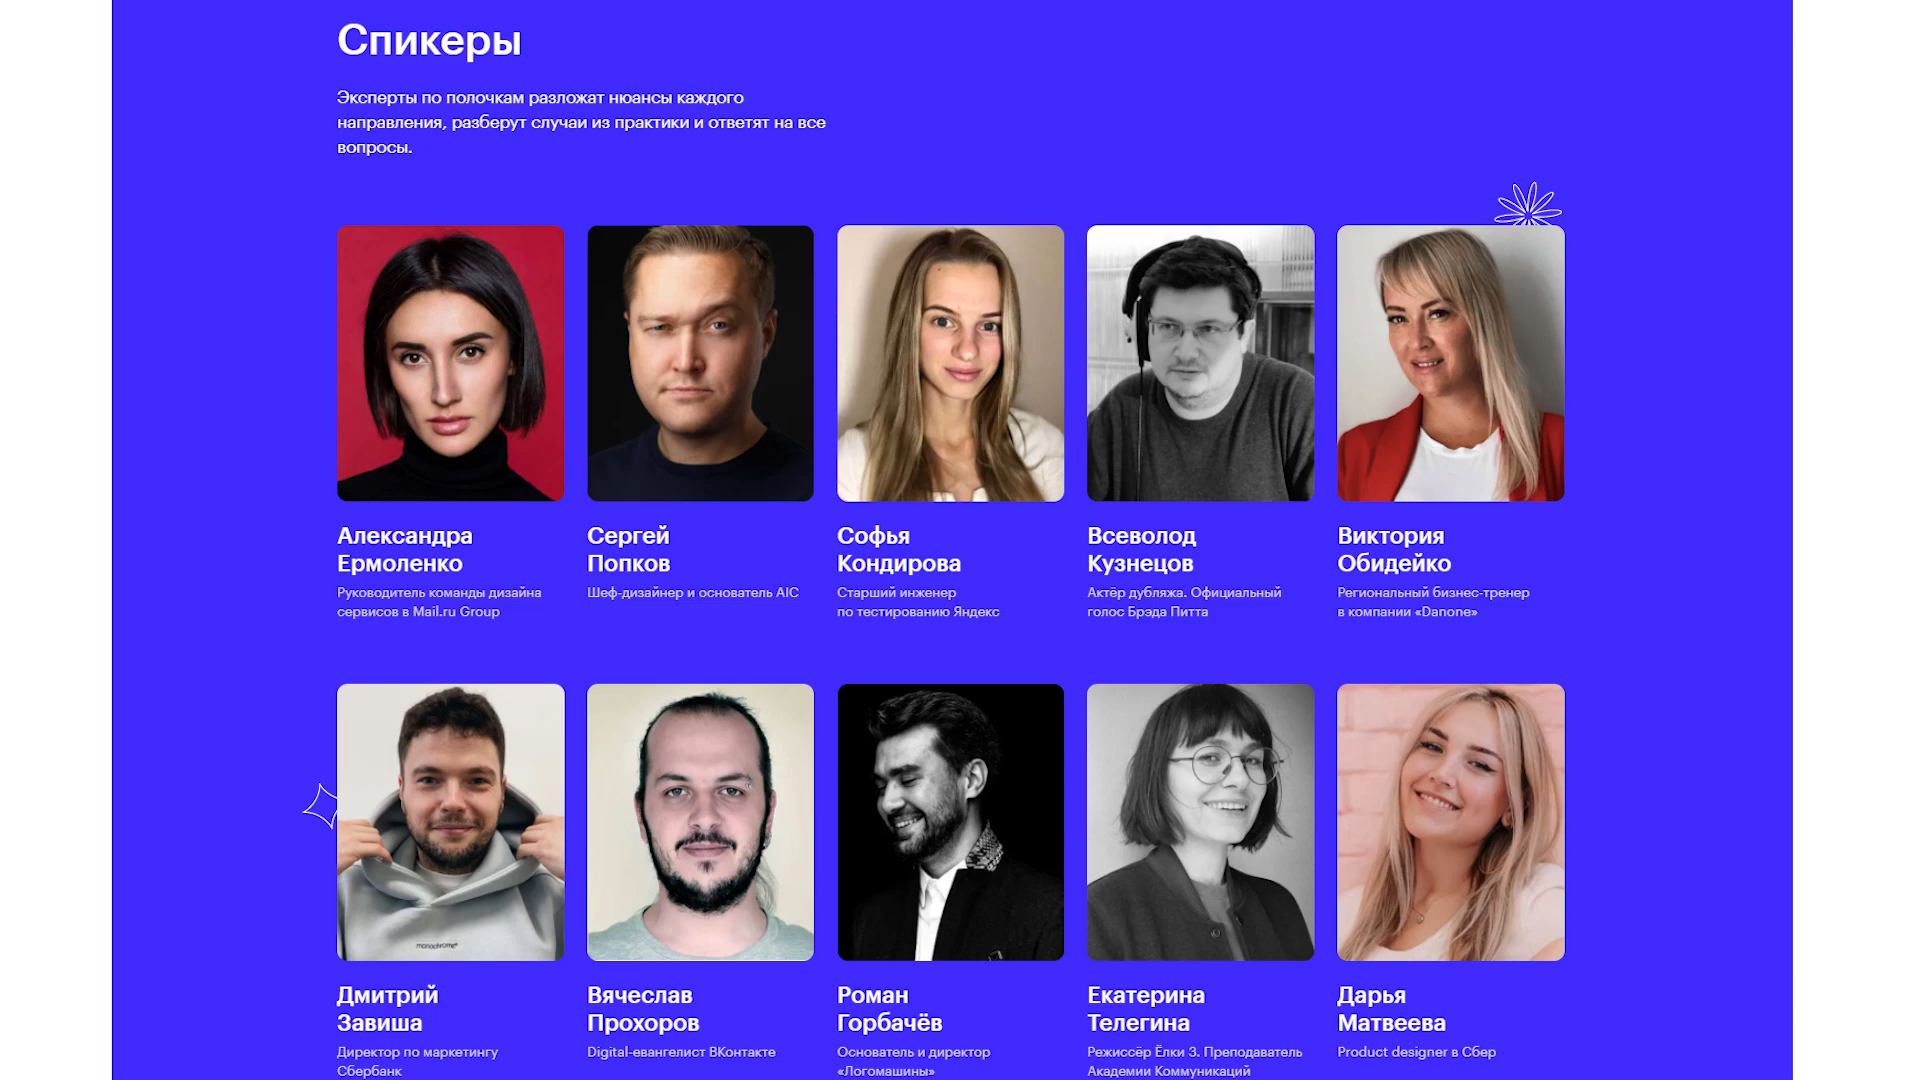 Спикеры
Эксперты по полочкам разложат нюансы каждого
направления, разберут случаи из практики и ответят на все
вопросы.
Александра
Ермоленко
Руководитель команды дизайна
сервисов в Mail.ru Group
Сергей
Попков
Шеф-дизайнер и основатель AIC
Софья
Кондирова
Старший инженер
по тестированию Яндекс
Всеволод
Кузнецов
Актёр дубляжа. Официальный
голос Брэда Питта
Виктория
Обидейко
Региональный бизнес-тренер
в компании «Danone»
monochrome®
Дмитрий
Завиша
Директор по маркетингу
Сбербанк
Вячеслав
Прохоров
Digital-евангелист ВКонтакте
Роман
Горбачёв
Основатель и директор
«Логомашины»
Екатерина
Телегина
Режиссёр Ёлки 3. Преподаватель
Академии Коммуникаций
Дарья
Матвеева
Product designer в Сбер